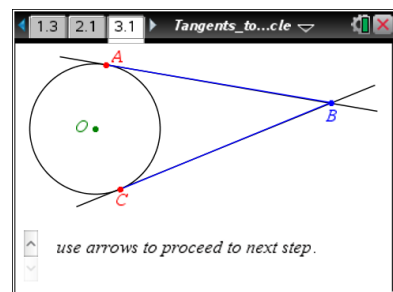 1.3 2.1 3.1 Tangents_to...cle
A
B
O
C
use arrows to proceed to next step.